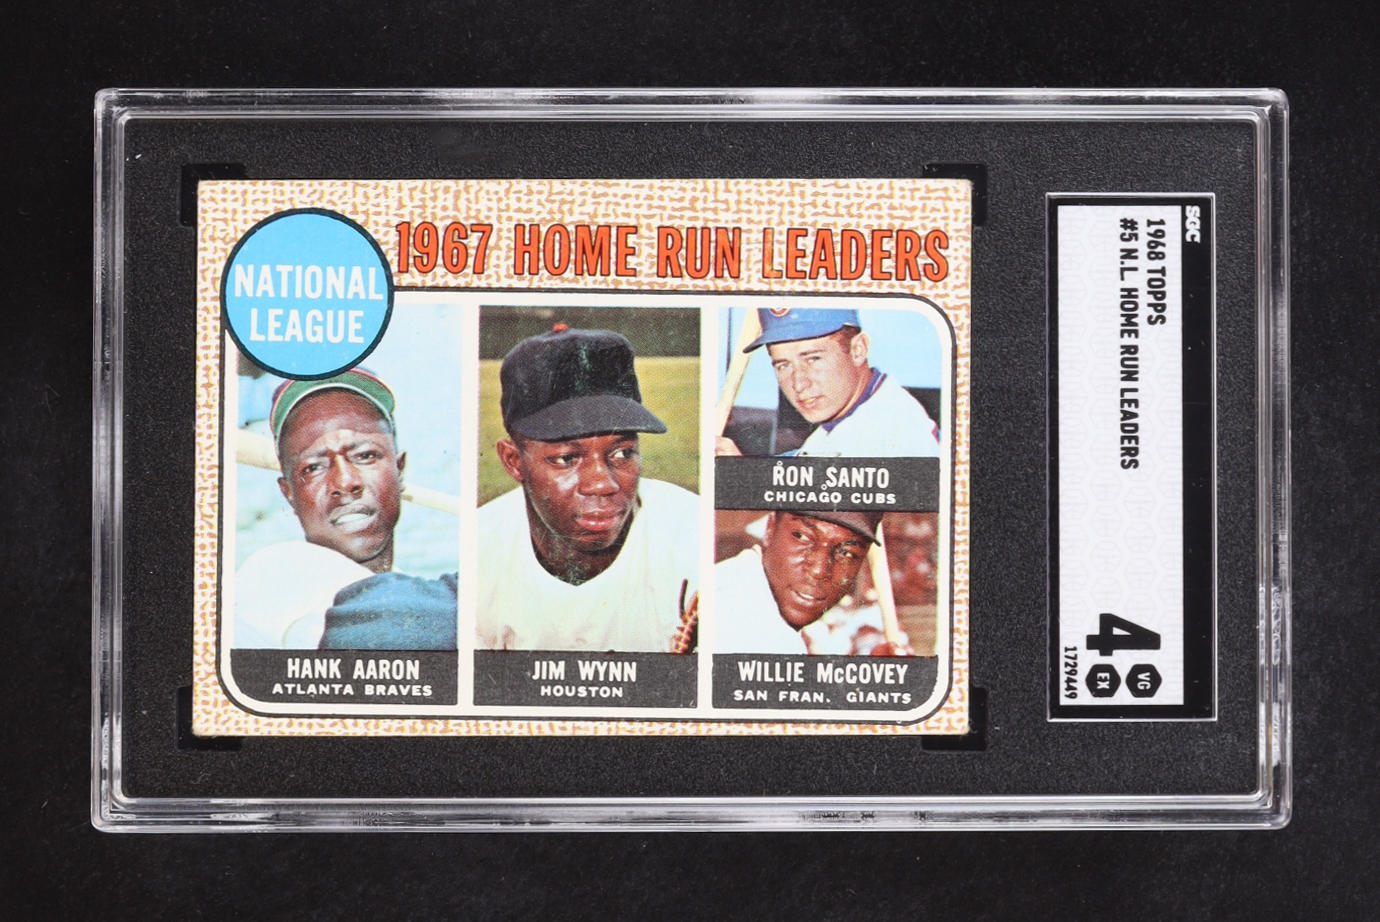 NATIONAL
LEAGUE
1967 HOME RUN LEADERS
HANK AARON
ATLANTA BRAVES
JIM WYNN
HOUSTON
RON SANTO
CHICAGO CUBS
WILLIE McCOVEY
SAN FRAN. GIANTS
SGC
1968 TOPPS
#5 N.L. HOME RUN LEADERS
4
VG
EX
1729449